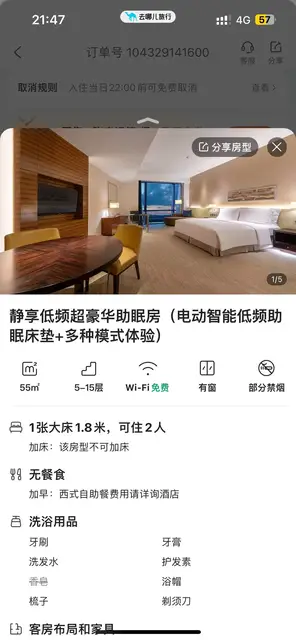 21:47
去哪儿旅行
4G
57
订单号 104329141600
客服
分享
取消规则
入住当日22:00前可免费取消
查看
分享房型
1/5
静享低频超豪华助眠房（电动智能低频助
眠床垫+多种模式体验）
55㎡
5-15层
Wi-Fi 免费
有窗
部分禁烟
1张大床1.8米，可住2人
加床：该房型不可加床
无餐食
加早：西式自助餐费用请详询酒店
洗浴用品
牙刷
牙膏
洗发水
护发素
香皂
浴帽
梳子
剃须刀
客房布局和家具